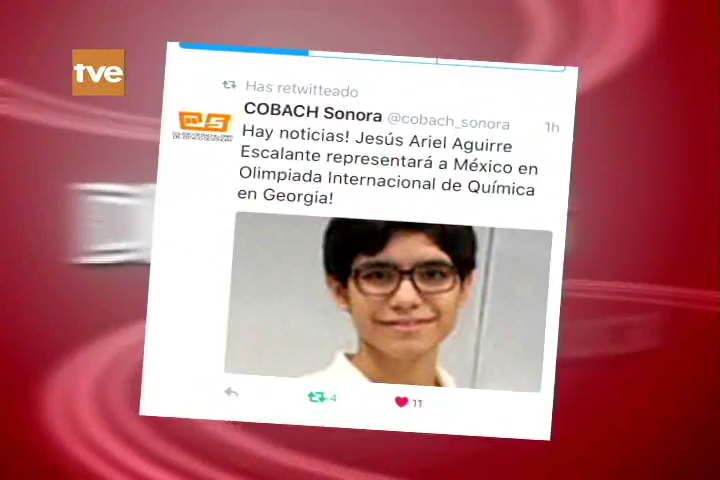 tve
Has retwitteado
COBACH Sonora @cobach_sonora 1h
Hay noticias! Jesús Ariel Aguirre
Escalante representará a México en
Olimpiada Internacional de Química
en Georgia!
4 11